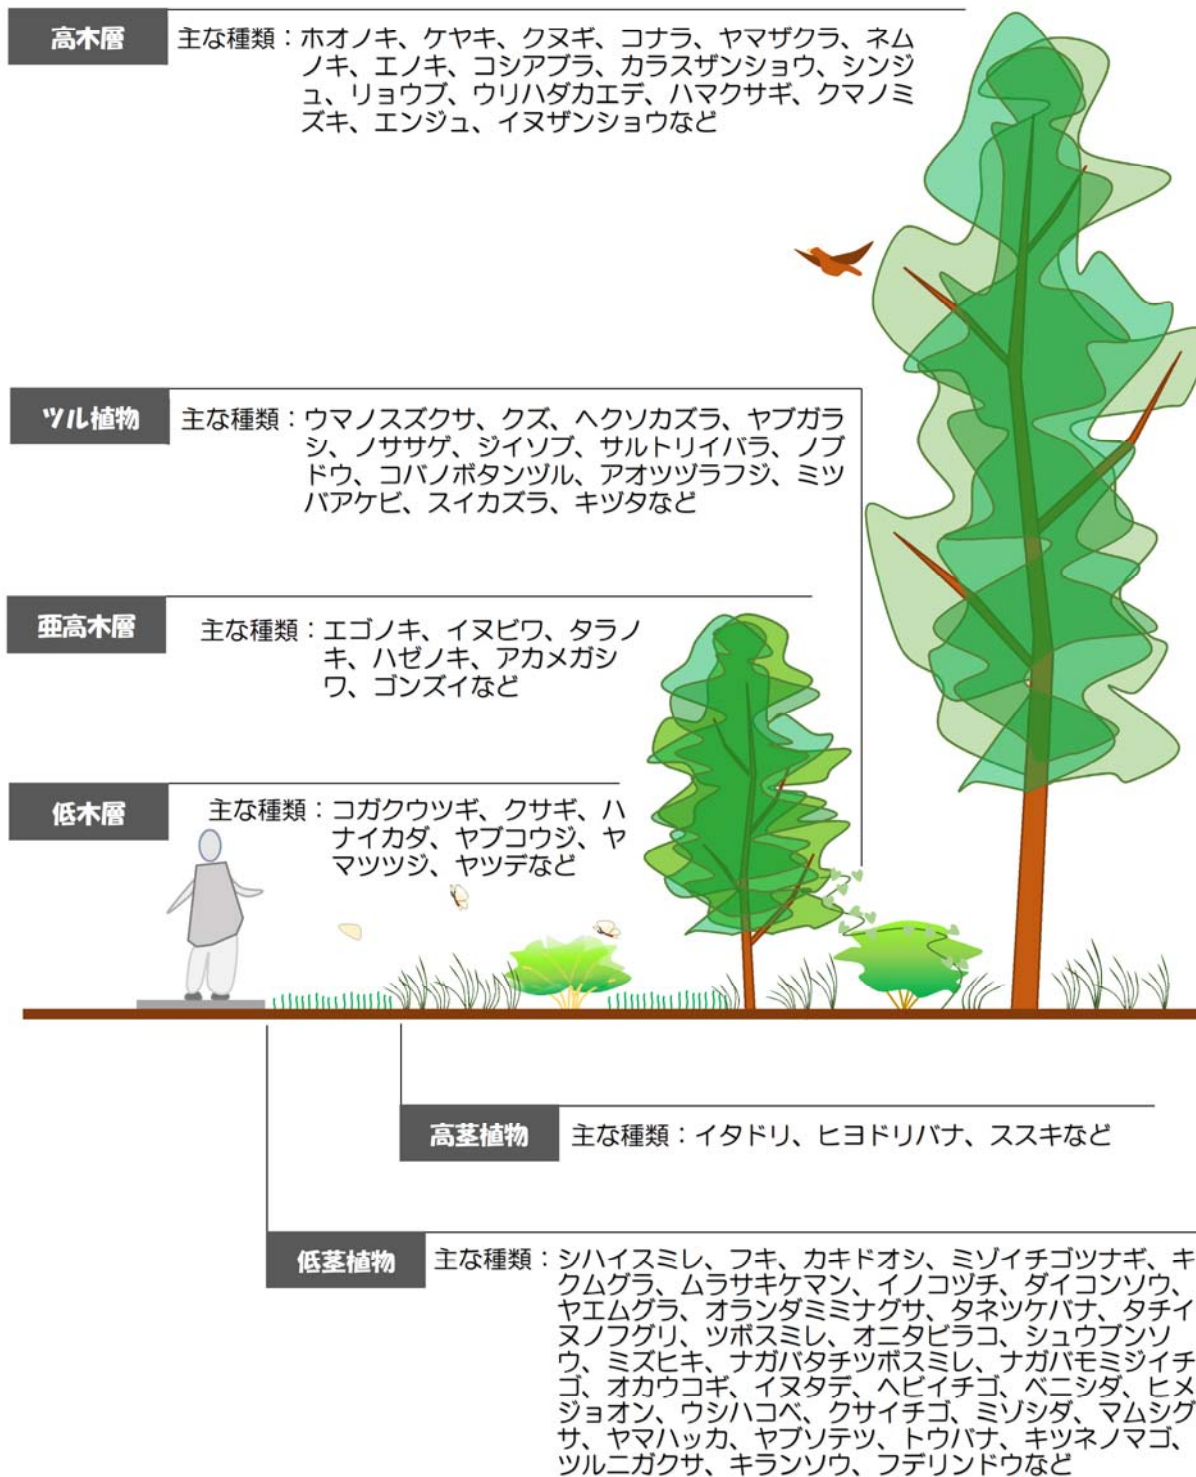 高木層
主な種類：ホオノキ、ケヤキ、クヌギ、コナラ、ヤマザクラ、ネム
ノキ、エノキ、コシアブラ、カラスザンショウ、シンジ
ュ、リョウブ、ウリハダカエデ、ハマクサギ、クマノミ
ズキ、エンジュ、イヌザンショウなど
ツル植物
主な種類：ウマノスズクサ、クズ、ヘクソカズラ、ヤブガラ
シ、ノササゲ、ジイソブ、サルトリイバラ、ノブ
ドウ、コバノボタンヅル、アオツヅラフジ、ミツ
バアケビ、スイカズラ、キヅタなど
亜高木層
主な種類：エゴノキ、イヌビワ、タラノ
キ、ハゼノキ、アカメガシ
ワ、ゴンズイなど
低木層
主な種類：コガクウツギ、クサギ、ハ
ナイカダ、ヤブコウジ、ヤ
マツツジ、ヤツデなど
高茎植物
主な種類：イタドリ、ヒヨドリバナ、ススキなど
低茎植物
主な種類：シハイスミレ、フキ、カキドオシ、ミゾイチゴツナギ、キ
クムグラ、ムラサキケマン、イノコヅチ、ダイコンソウ、
ヤエムグラ、オランダミミナグサ、タネツケバナ、タチイ
ヌノフグリ、ツボスミレ、オニタビラコ、シュウブンソ
ウ、ミズヒキ、ナガバタチツボスミレ、ナガバモミジイチ
ゴ、オカウコギ、イヌタデ、ヘビイチゴ、ベニシダ、ヒメ
ジョオン、ウシハコベ、クサイチゴ、ミゾシダ、マムシグ
サ、ヤマハッカ、ヤブソテツ、トウバナ、キツネノマゴ、
ツルニガクサ、キランソウ、フデリンドウなど